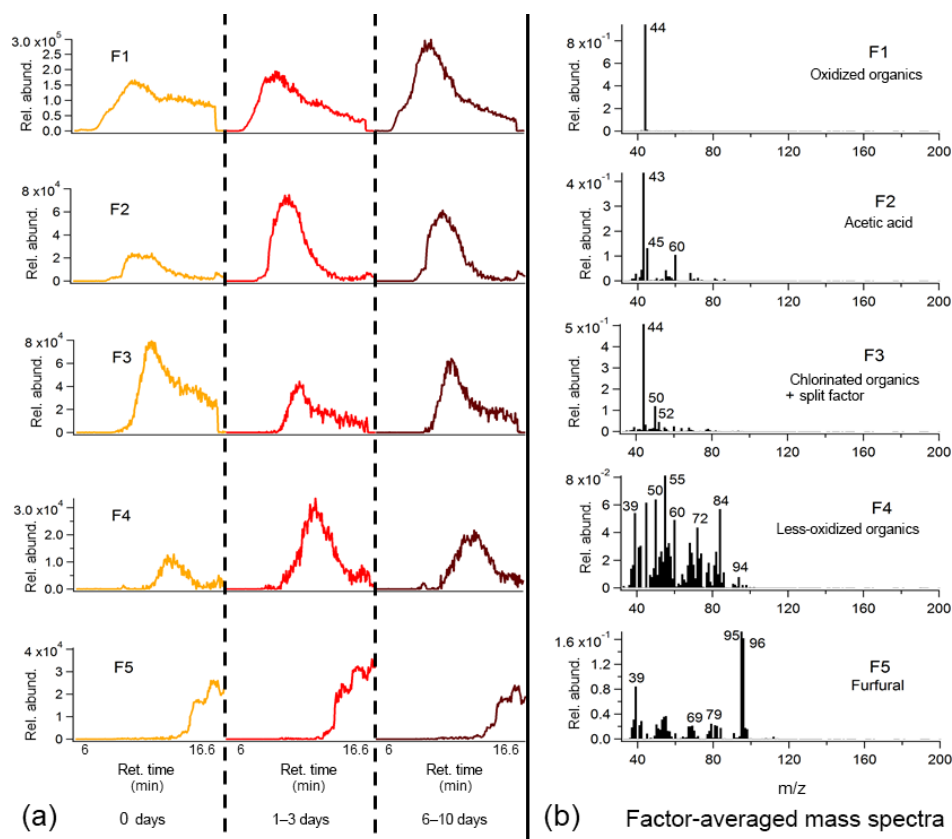 3.0 x10⁵
2.5
2.0
1.5
1.0
0.5
0.0
Rel. abund.
F1
8 x10⁴
6
4
2
0
Rel. abund.
F2
8 x10⁴
6
4
2
0
Rel. abund.
F3
3.0 x10⁴
2.0
1.0
0.0
Rel. abund.
F4
4 x10⁴
3
2
1
0
Rel. abund.
F5
6 16.6
6 16.6
6 16.6
Ret. time
(min)
Ret. time
(min)
Ret. time
(min)
(a)
0 days
1–3 days
6–10 days
8 x10⁻¹
6
4
2
0
Rel. abund.
44
F1
Oxidized organics
40 80 120 160 200
4 x10⁻¹
3
2
1
0
Rel. abund.
43
45
60
F2
Acetic acid
40 80 120 160 200
5 x10⁻¹
4
3
2
1
0
Rel. abund.
44
50
52
F3
Chlorinated organics
+ split factor
40 80 120 160 200
8 x10⁻²
6
4
2
0
Rel. abund.
39
50
55
60
72
84
94
F4
Less-oxidized organics
40 80 120 160 200
1.6 x10⁻¹
1.2
0.8
0.4
0.0
Rel. abund.
39
69
79
95
96
F5
Furfural
40 80 120 160 200
m/z
(b)
Factor-averaged mass spectra